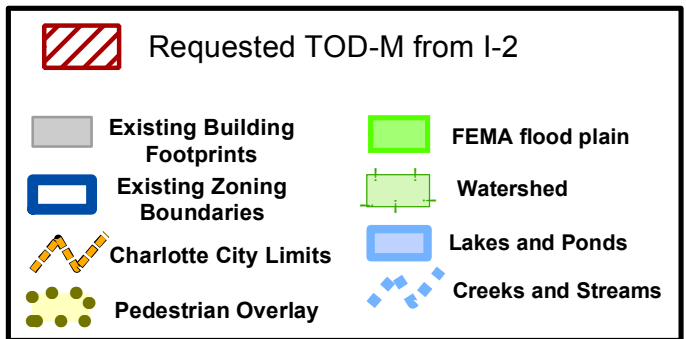 Requested TOD-M from I-2
Existing Building
Footprints
Existing Zoning
Boundaries
Charlotte City Limits
Pedestrian Overlay
FEMA flood plain
Watershed
Lakes and Ponds
Creeks and Streams